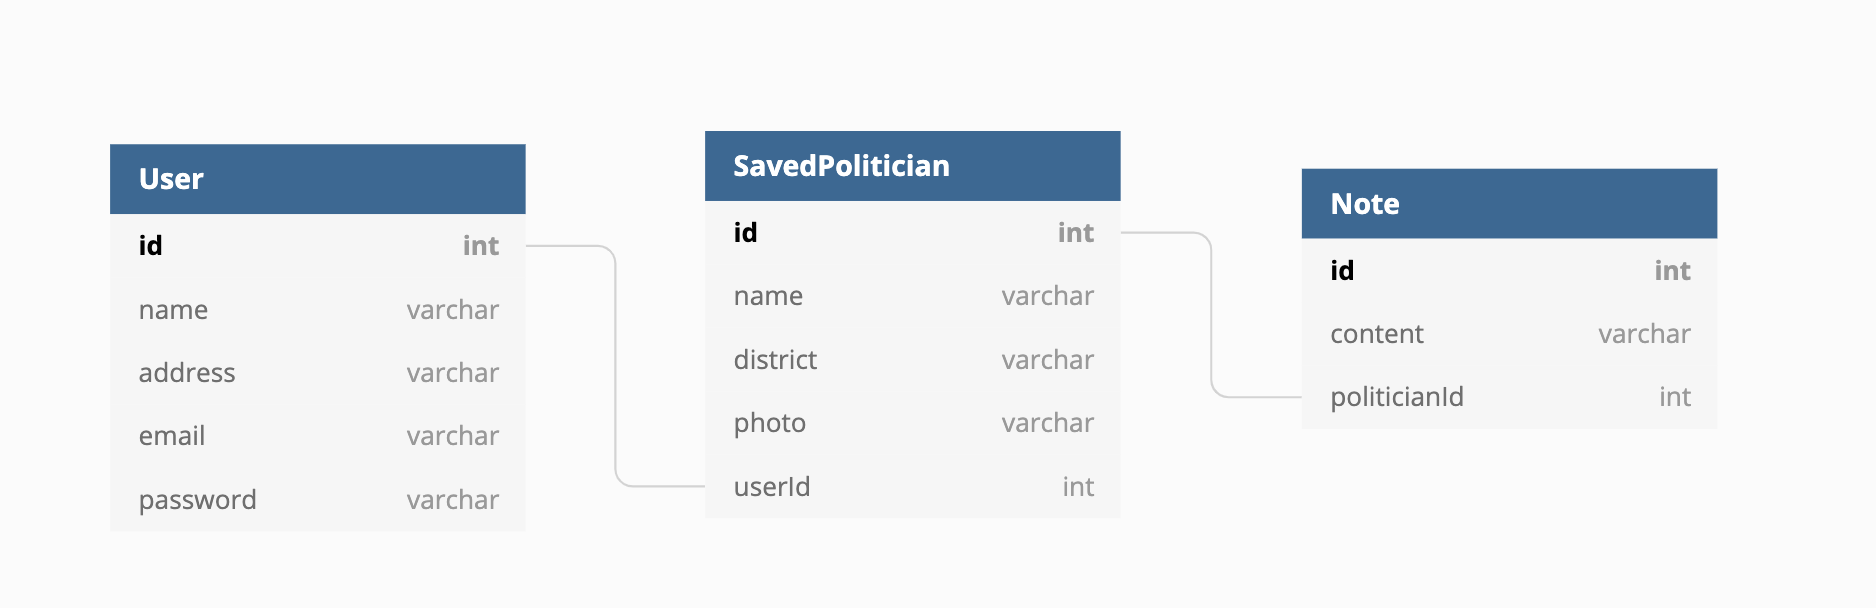 User
id int
name varchar
address varchar
email varchar
password varchar
SavedPolitician
id int
name varchar
district varchar
photo varchar
userId int
Note
id int
content varchar
politicianId int